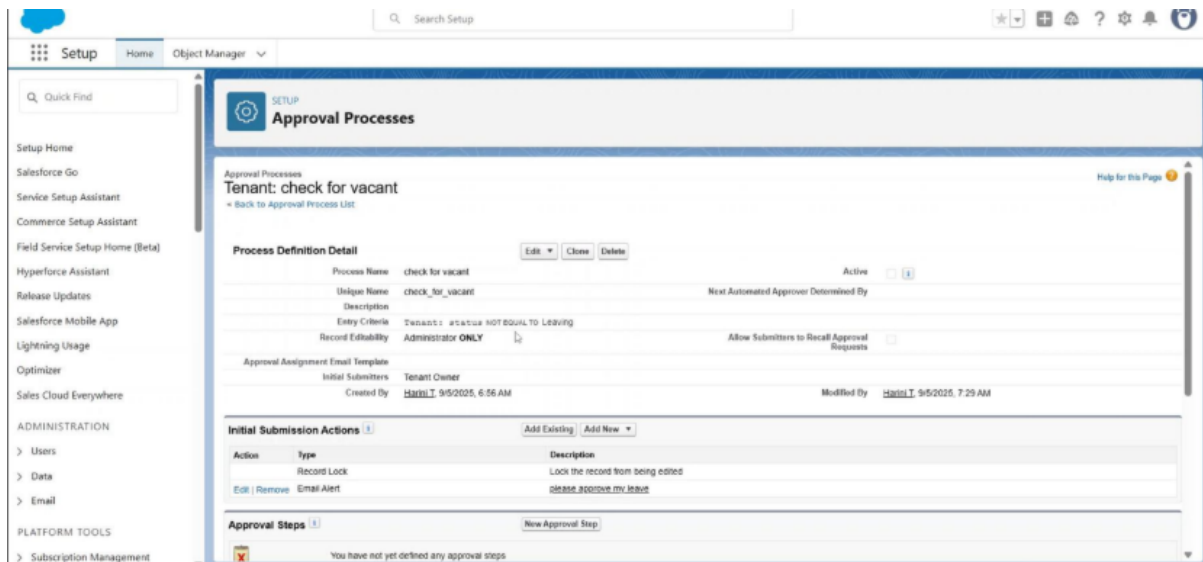 Search Setup
Setup Home Object Manager
Quick Find
Setup Home
Salesforce Go
Service Setup Assistant
Commerce Setup Assistant
Field Service Setup Home (Beta)
Hyperforce Assistant
Release Updates
Salesforce Mobile App
Lightning Usage
Optimizer
Sales Cloud Everywhere
ADMINISTRATION
> Users
> Data
> Email
PLATFORM TOOLS
> Subscription Management
SETUP
Approval Processes
Approval Processes
Tenant: check for vacant
« Back to Approval Process List
Help for this Page
Process Definition Detail Edit Clone Delete
Process Name check for vacant Active
Unique Name check_for_vacant Next Automated Approver Determined By
Description
Entry Criteria Tenant: status NOT EQUAL TO Leaving
Record Editability Administrator ONLY Allow Submitters to Recall Approval Requests
Approval Assignment Email Template
Initial Submitters Tenant Owner
Created By Harini T, 9/5/2025, 6:56 AM Modified By Harini T, 9/5/2025, 7:29 AM
Initial Submission Actions Add Existing Add New
Action Type Description
Record Lock Lock the record from being edited
Edit | Remove Email Alert please approve my leave
Approval Steps New Approval Step
You have not yet defined any approval steps